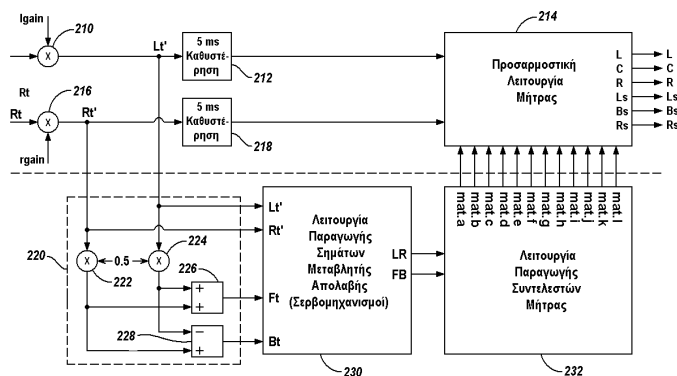 lgain
210
Lt'
5 ms
Καθυστέ-
ρηση
212
214
Προσαρμοστική
Λειτουργία
Μήτρας
L
C
R
Ls
Bs
Rs
L
C
R
Ls
Bs
Rs
Rt
216
Rt
Rt'
5 ms
Καθυστέ-
ρηση
218
rgain
mat.a
mat.b
mat.c
mat.d
mat.e
mat.f
mat.g
mat.h
mat.i
mat.j
mat.k
mat.l
220
0.5
222
224
226
+
+
228
−
+
Lt'
Rt'
Ft
Bt
Λειτουργία
Παραγωγής
Σημάτων
Μεταβλητής
Απολαβής
(Σερβομηχανισμοί)
LR
FB
230
Λειτουργία
Παραγωγής
Συντελεστών
Μήτρας
232